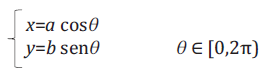 x=a cosθ
y=b senθ θ∈[0,2π)